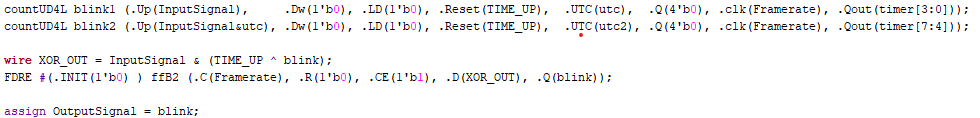 countUD4L blink1 (.Up(InputSignal), .Dw(1'b0), .LD(1'b0), .Reset(TIME_UP), .UTC(utc), .Q(4'b0), .clk(Framerate), .Qout(timer[3:0]));
countUD4L blink2 (.Up(InputSignal&utc), .Dw(1'b0), .LD(1'b0), .Reset(TIME_UP), .UTC(utc2), .Q(4'b0), .clk(Framerate), .Qout(timer[7:4]));
wire XOR_OUT = InputSignal & (TIME_UP ^ blink);
FDRE #(.INIT(1'b0) ) ffB2 (.C(Framerate), .R(1'b0), .CE(1'b1), .D(XOR_OUT), .Q(blink));
assign OutputSignal = blink;